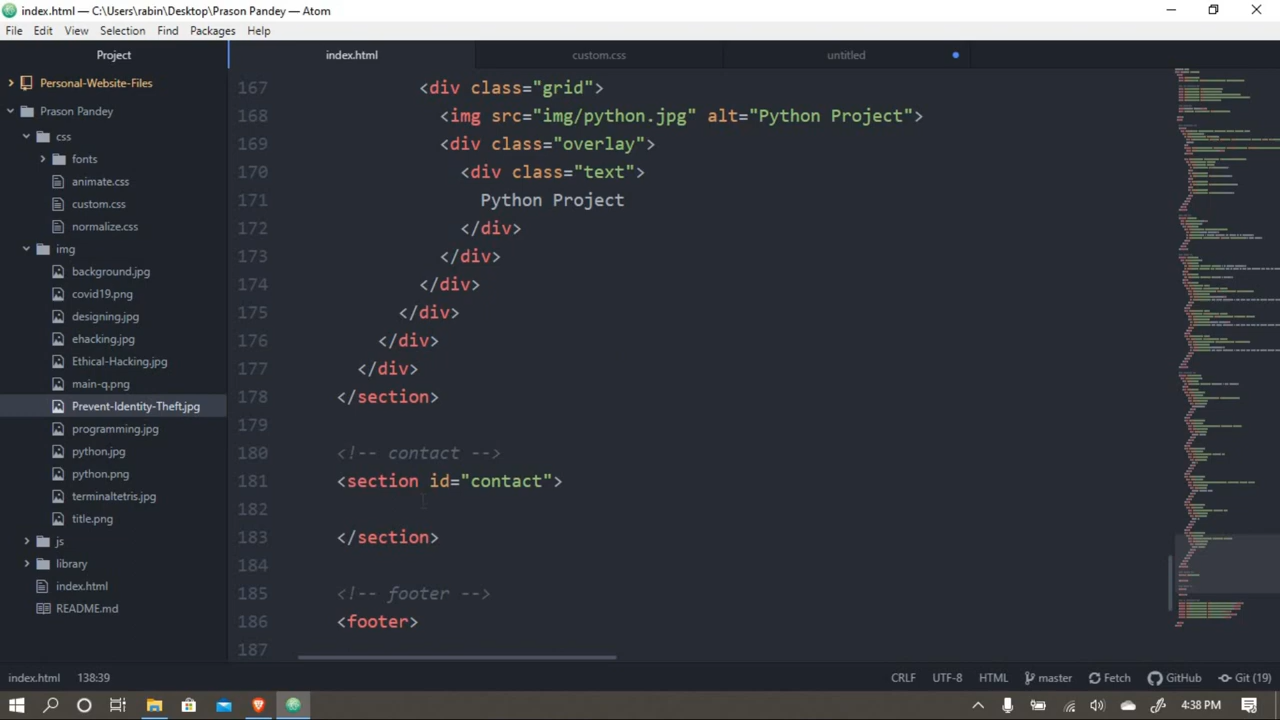 index.html — C:\Users\rabin\Desktop\Prason Pandey — Atom
File Edit View Selection Find Packages Help
Project
index.html
custom.css
untitled
Personal-Website-Files
Prason Pandey
css
fonts
animate.css
custom.css
normalize.css
img
background.jpg
covid19.png
designing.jpg
ehacking.jpg
Ethical-Hacking.jpg
main-q.png
Prevent-Identity-Theft.jpg
programming.jpg
python.jpg
python.png
terminaltetris.jpg
title.png
js
library
index.html
README.md
167 <div class="grid">
168 <img src="img/python.jpg" alt="Python Project">
169 <div class="overlay">
170 <div class="text">
171 Python Project
172 </div>
173 </div>
174 </div>
175 </div>
176 </div>
177 </div>
178 </section>
179
180 <!-- contact -->
181 <section id="contact">
182
183 </section>
184
185 <!-- footer -->
186 <footer>
187
index.html 138:39
CRLF UTF-8 HTML master Fetch GitHub Git (19)
4:38 PM